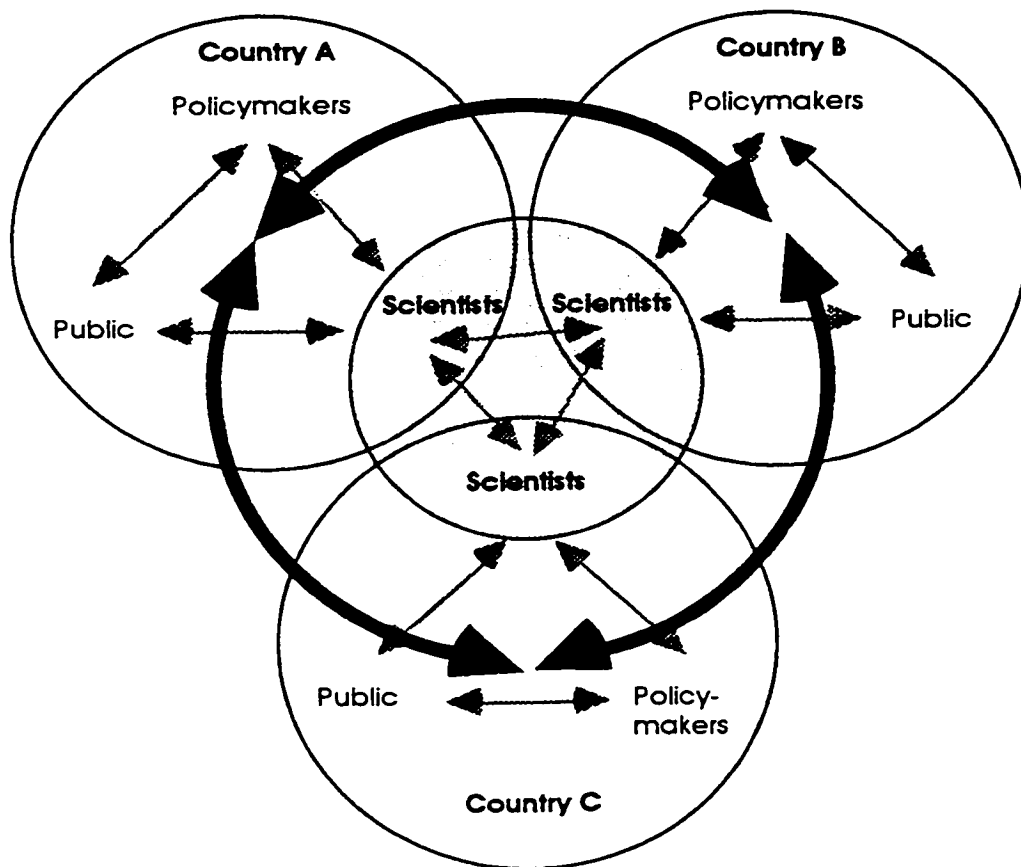 Country A
Policymakers
Public
Scientists
Country B
Policymakers
Scientists
Public
Scientists
Public
Policy-
makers
Country C